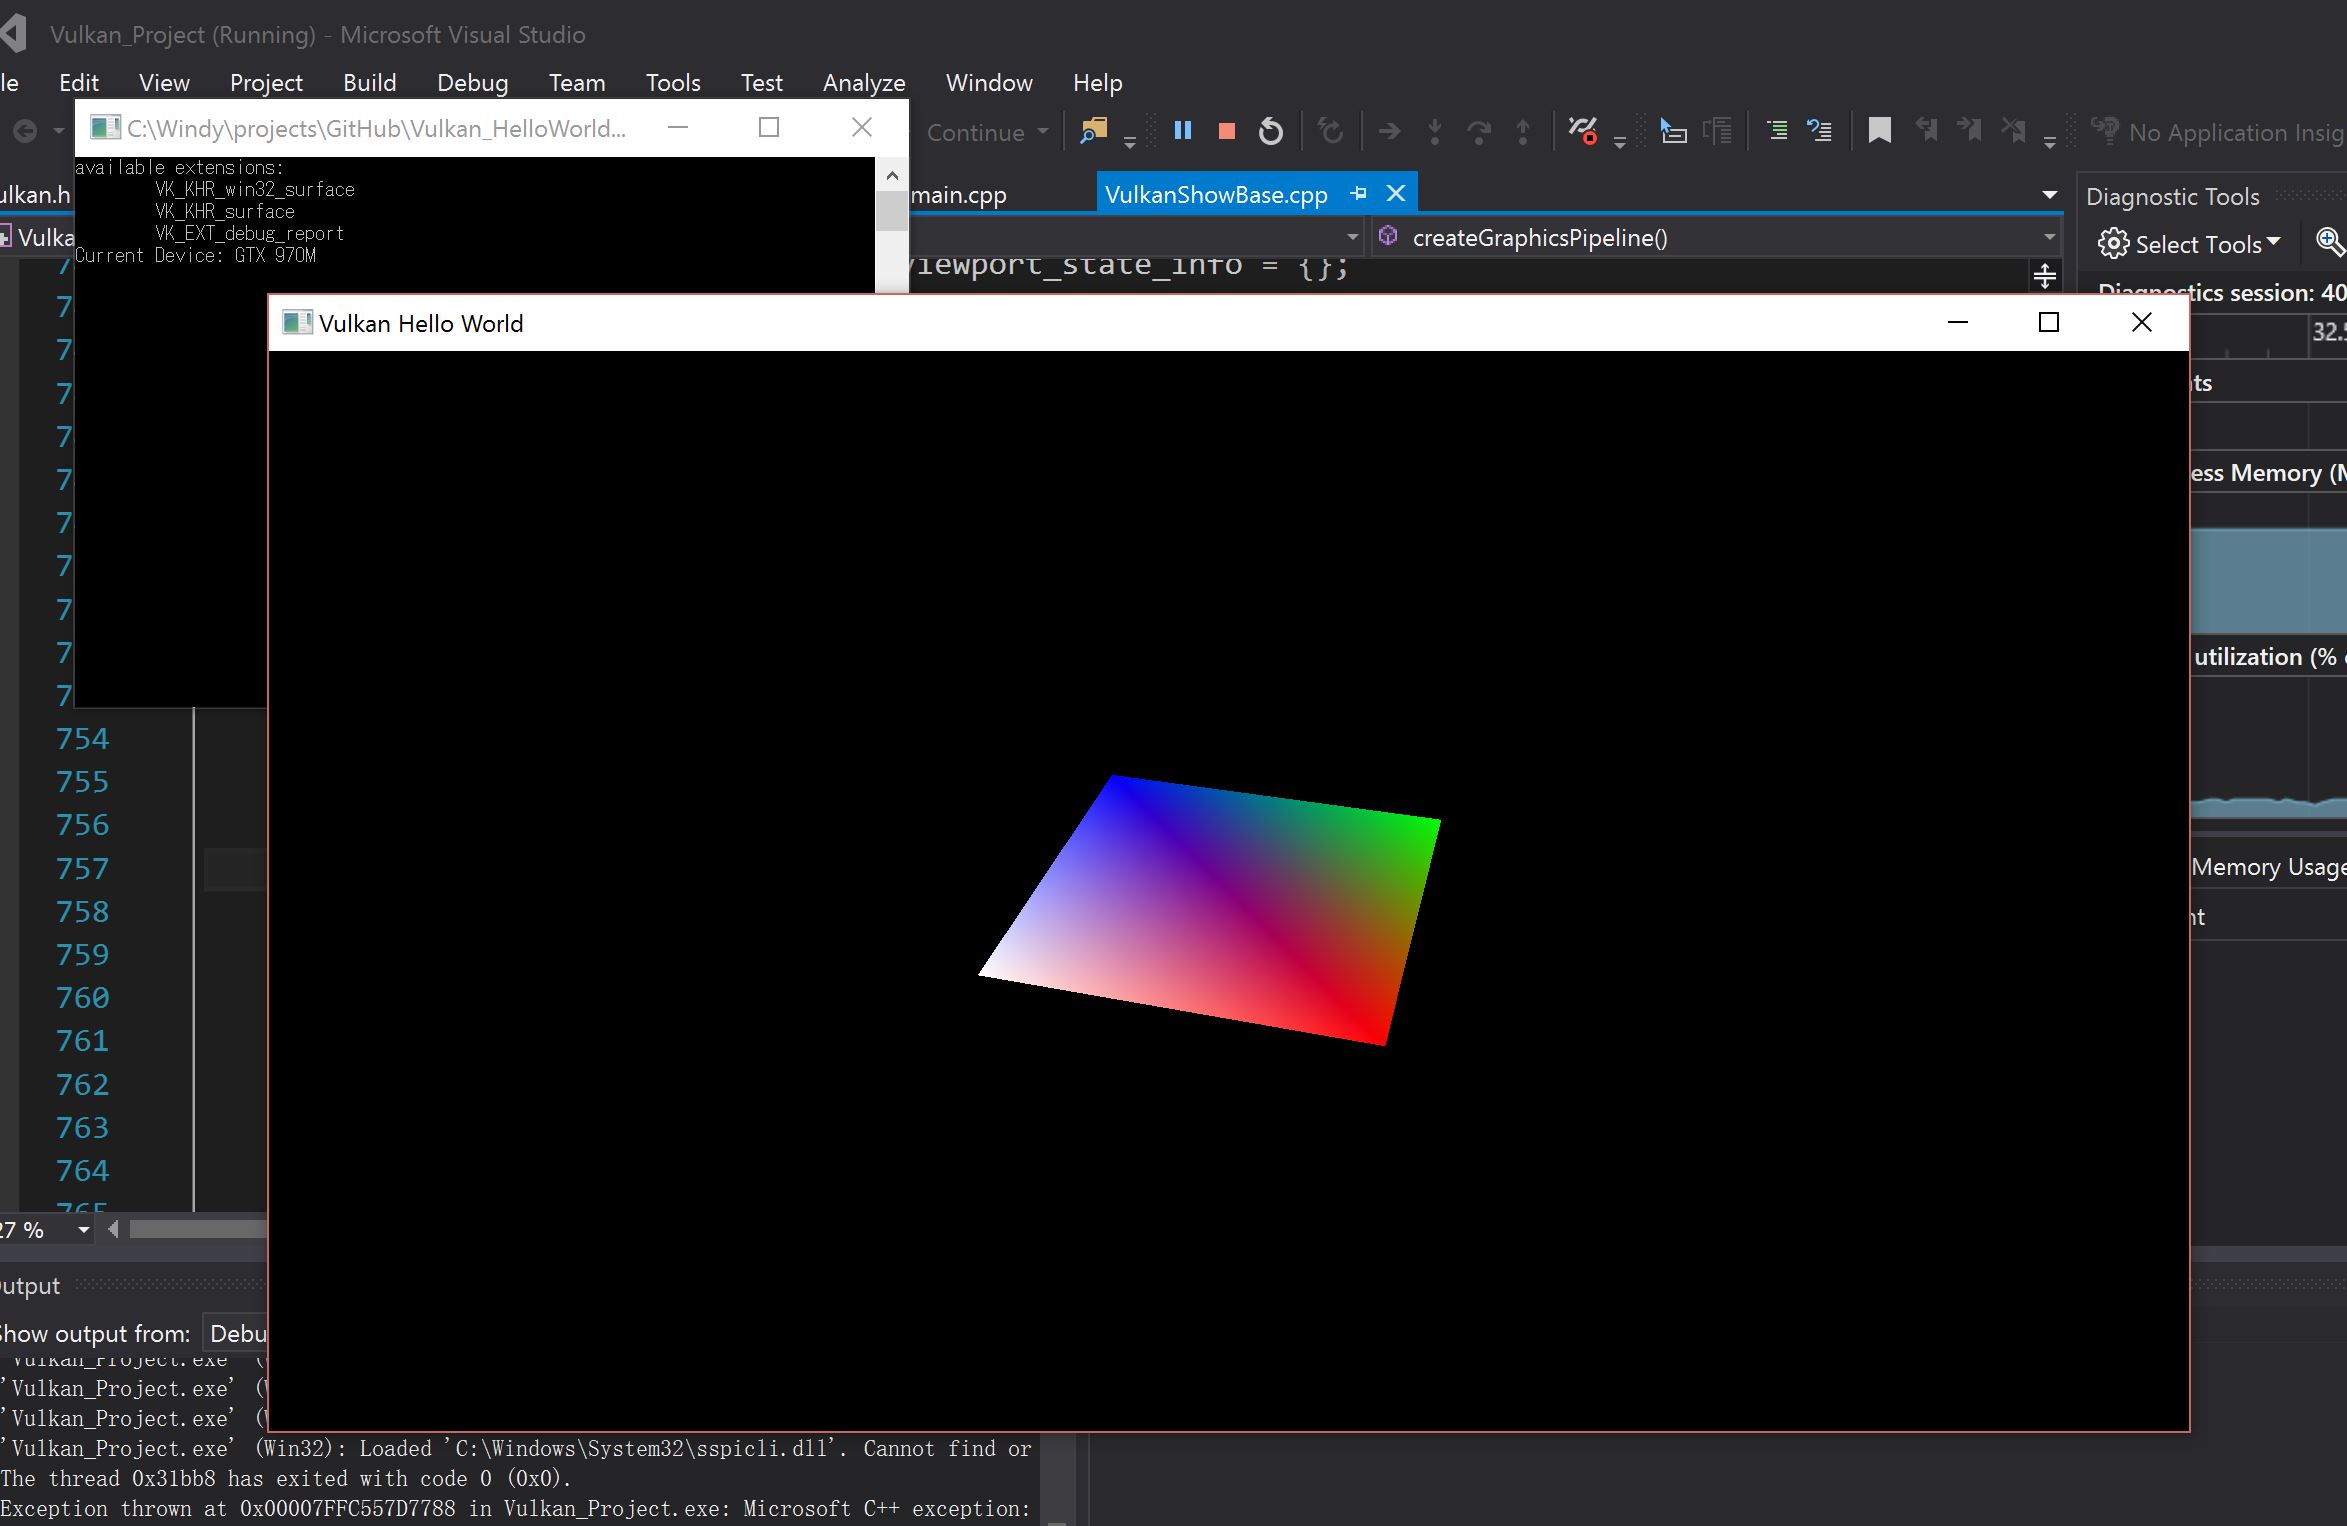 Vulkan_Project (Running) - Microsoft Visual Studio
le Edit View Project Build Debug Team Tools Test Analyze Window Help
C:\Windy\projects\GitHub\Vulkan_HelloWorld...
Continue
No Application Insig
available extensions:
VK_KHR_win32_surface
VK_KHR_surface
VK_EXT_debug_report
Current Device: GTX 970M
ulkan.h
main.cpp
VulkanShowBase.cpp
Vulka
createGraphicsPipeline()
viewport_state_info = {};
Diagnostic Tools
Select Tools
Diagnostics session: 40
32.5
Vulkan Hello World
ts
ess Memory (M
utilization (%
Memory Usage
nt
7
7
7
7
7
7
7
7
7
7
7
754
755
756
757
758
759
760
761
762
763
764
765
27 %
utput
Show output from: Debu
'Vulkan_Project.exe' (
'Vulkan_Project.exe' (W
'Vulkan_Project.exe' (W
'Vulkan_Project.exe' (Win32): Loaded 'C:\Windows\System32\sspicli.dll'. Cannot find or
The thread 0x31bb8 has exited with code 0 (0x0).
Exception thrown at 0x00007FFC557D7788 in Vulkan_Project.exe: Microsoft C++ exception: